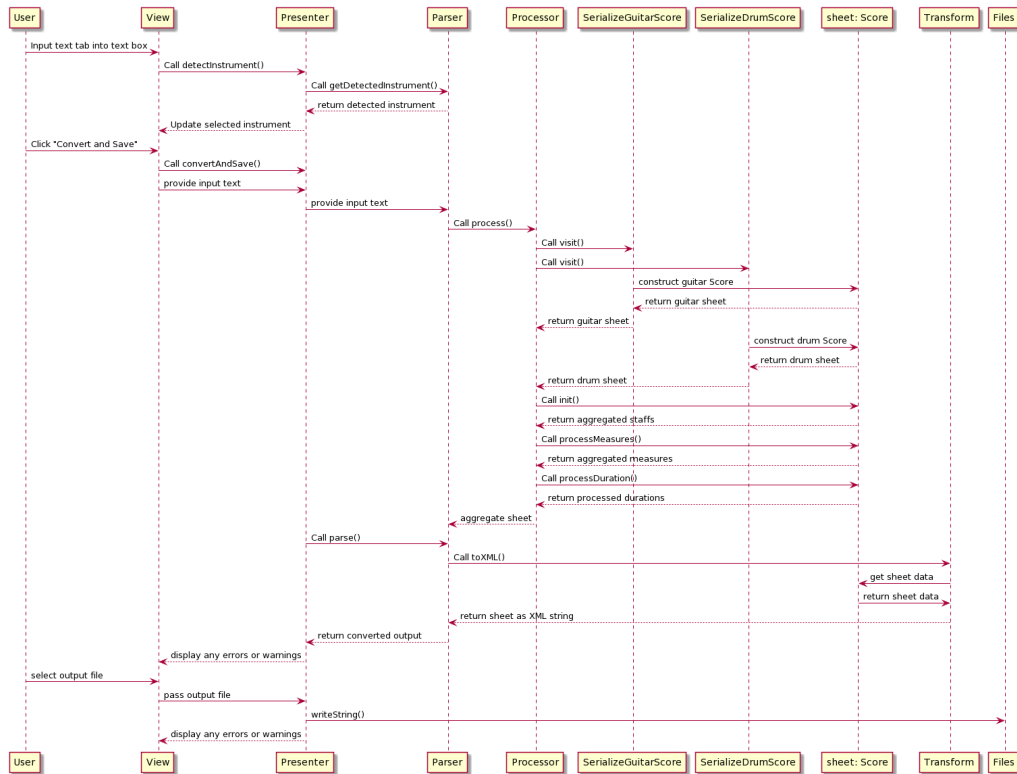 User View Presenter Parser Processor SerializeGuitarScore SerializeDrumScore sheet: Score Transform Files
Input text tab into text box
Call detectInstrument()
Call getDetectedInstrument()
return detected instrument
Update selected instrument
Click "Convert and Save"
Call convertAndSave()
provide input text
provide input text
Call process()
Call visit()
Call visit()
construct guitar Score
return guitar sheet
return guitar sheet
construct drum Score
return drum sheet
return drum sheet
Call init()
return aggregated staffs
Call processMeasures()
return aggregated measures
Call processDuration()
return processed durations
aggregate sheet
Call parse()
Call toXML()
get sheet data
return sheet data
return sheet as XML string
return converted output
display any errors or warnings
select output file
pass output file
writeString()
display any errors or warnings
User View Presenter Parser Processor SerializeGuitarScore SerializeDrumScore sheet: Score Transform Files